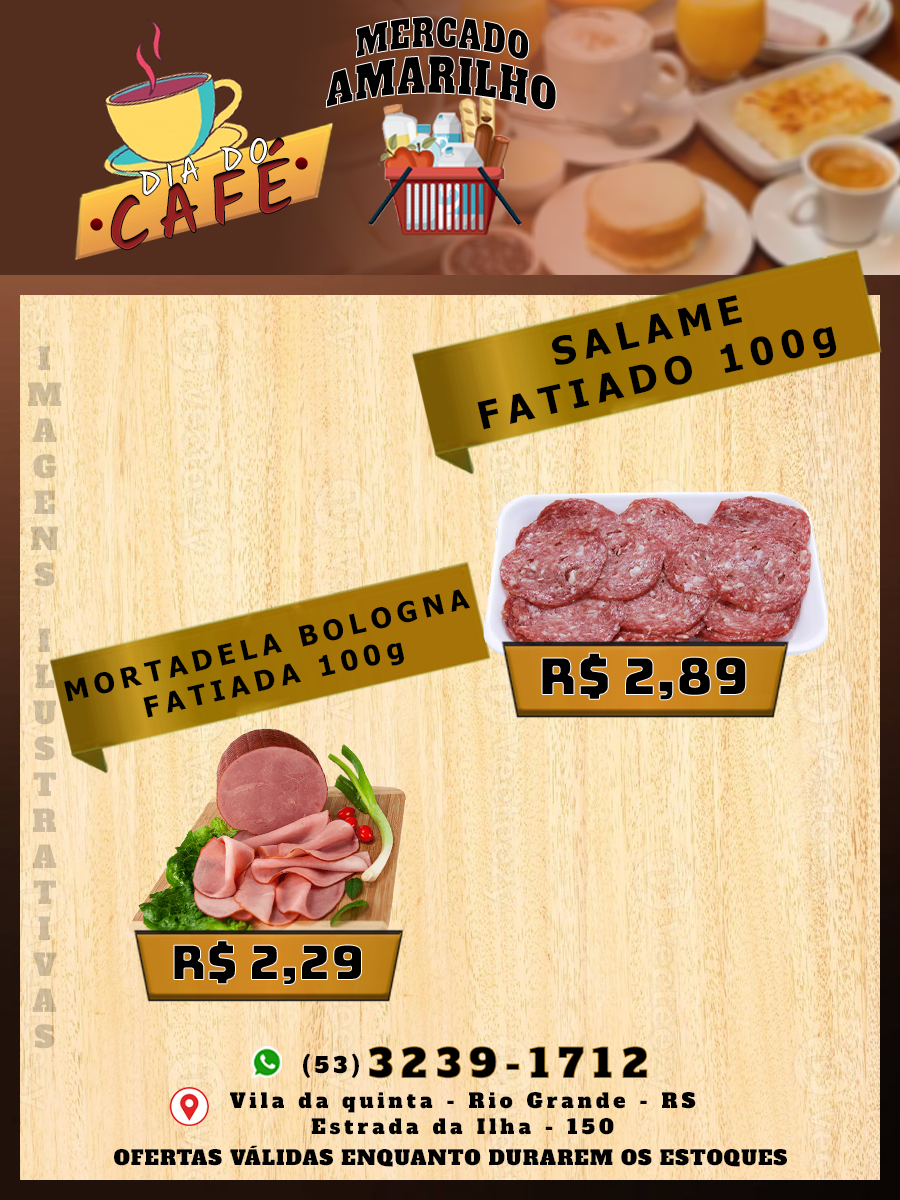 MERCADO
AMARILHO
DIA DO
CAFÉ
SALAME
FATIADO 100g
R$ 2,89
MORTADELA BOLOGNA
FATIADA 100g
R$ 2,29
IMAGENS ILUSTRATIVAS
(53) 3239-1712
Vila da quinta - Rio Grande - RS
Estrada da Ilha - 150
OFERTAS VÁLIDAS ENQUANTO DURAREM OS ESTOQUES